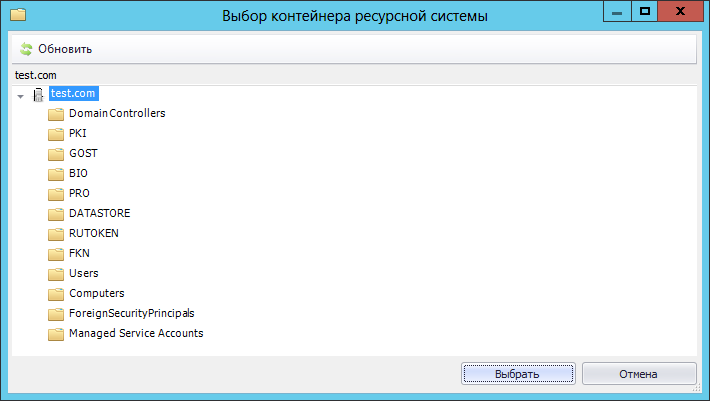 Выбор контейнера ресурсной системы
Обновить
test.com
test.com
Domain Controllers
PKI
GOST
BIO
PRO
DATASTORE
RUTOKEN
FKN
Users
Computers
ForeignSecurityPrincipals
Managed Service Accounts
Выбрать Отмена